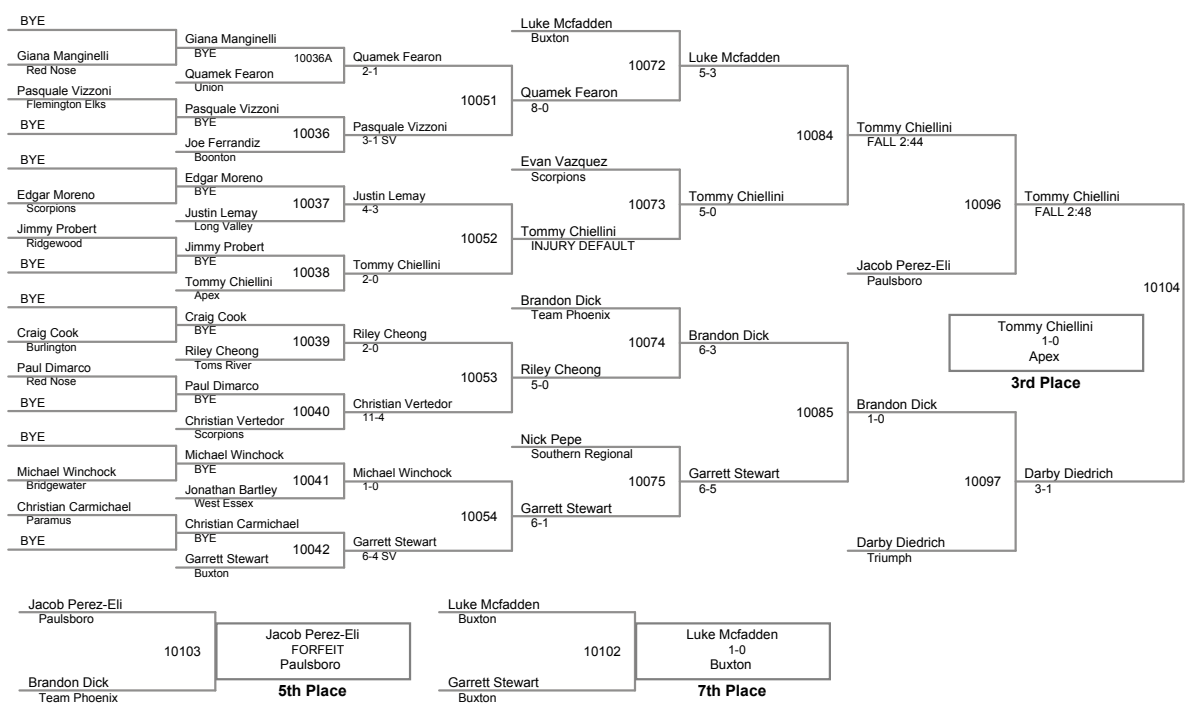 BYE
Giana Manginelli
Red Nose
Pasquale Vizzoni
Flemington Elks
BYE
BYE
Edgar Moreno
Scorpions
Jimmy Probert
Ridgewood
BYE
BYE
Craig Cook
Burlington
Paul Dimarco
Red Nose
BYE
BYE
Michael Winchock
Bridgewater
Christian Carmichael
Paramus
BYE
Giana Manginelli
BYE
10036A
Quamek Fearon
Union
Pasquale Vizzoni
BYE
10036
Joe Ferrandiz
Boonton
Edgar Moreno
BYE
10037
Justin Lemay
Long Valley
Jimmy Probert
BYE
10038
Tommy Chiellini
Apex
Craig Cook
BYE
10039
Riley Cheong
Toms River
Paul Dimarco
BYE
10040
Christian Vertedor
Scorpions
Michael Winchock
BYE
10041
Jonathan Bartley
West Essex
Christian Carmichael
BYE
10042
Garrett Stewart
Buxton
Quamek Fearon
2-1
10051
Pasquale Vizzoni
3-1 SV
Justin Lemay
4-3
10052
Tommy Chiellini
2-0
Riley Cheong
2-0
10053
Christian Vertedor
11-4
Michael Winchock
1-0
10054
Garrett Stewart
6-4 SV
Luke Mcfadden
Buxton
10072
Quamek Fearon
8-0
Evan Vazquez
Scorpions
10073
Tommy Chiellini
INJURY DEFAULT
Brandon Dick
Team Phoenix
10074
Riley Cheong
5-0
Nick Pepe
Southern Regional
10075
Garrett Stewart
6-1
Luke Mcfadden
5-3
10084
Tommy Chiellini
5-0
Brandon Dick
6-3
10085
Garrett Stewart
6-5
Tommy Chiellini
FALL 2:44
10096
Jacob Perez-Eli
Paulsboro
Brandon Dick
1-0
10097
Darby Diedrich
Triumph
Tommy Chiellini
FALL 2:48
10104
Darby Diedrich
3-1
Tommy Chiellini
1-0
Apex
3rd Place
Jacob Perez-Eli
Paulsboro
10103
Brandon Dick
Team Phoenix
Jacob Perez-Eli
FORFEIT
Paulsboro
5th Place
Luke Mcfadden
Buxton
10102
Garrett Stewart
Buxton
Luke Mcfadden
1-0
Buxton
7th Place